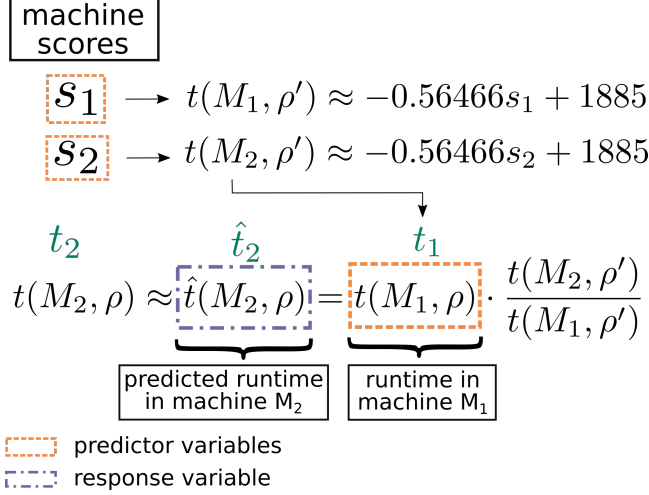 machine
scores
s₁ → t(M₁, ρ′) ≈ −0.56466s₁ + 1885
s₂ → t(M₂, ρ′) ≈ −0.56466s₂ + 1885
t₂ t̂₂ t₁
t(M₂, ρ) ≈ t̂(M₂, ρ) = t(M₁, ρ) · t(M₂, ρ′) / t(M₁, ρ′)
predicted runtime
in machine M₂
runtime in
machine M₁
predictor variables
response variable